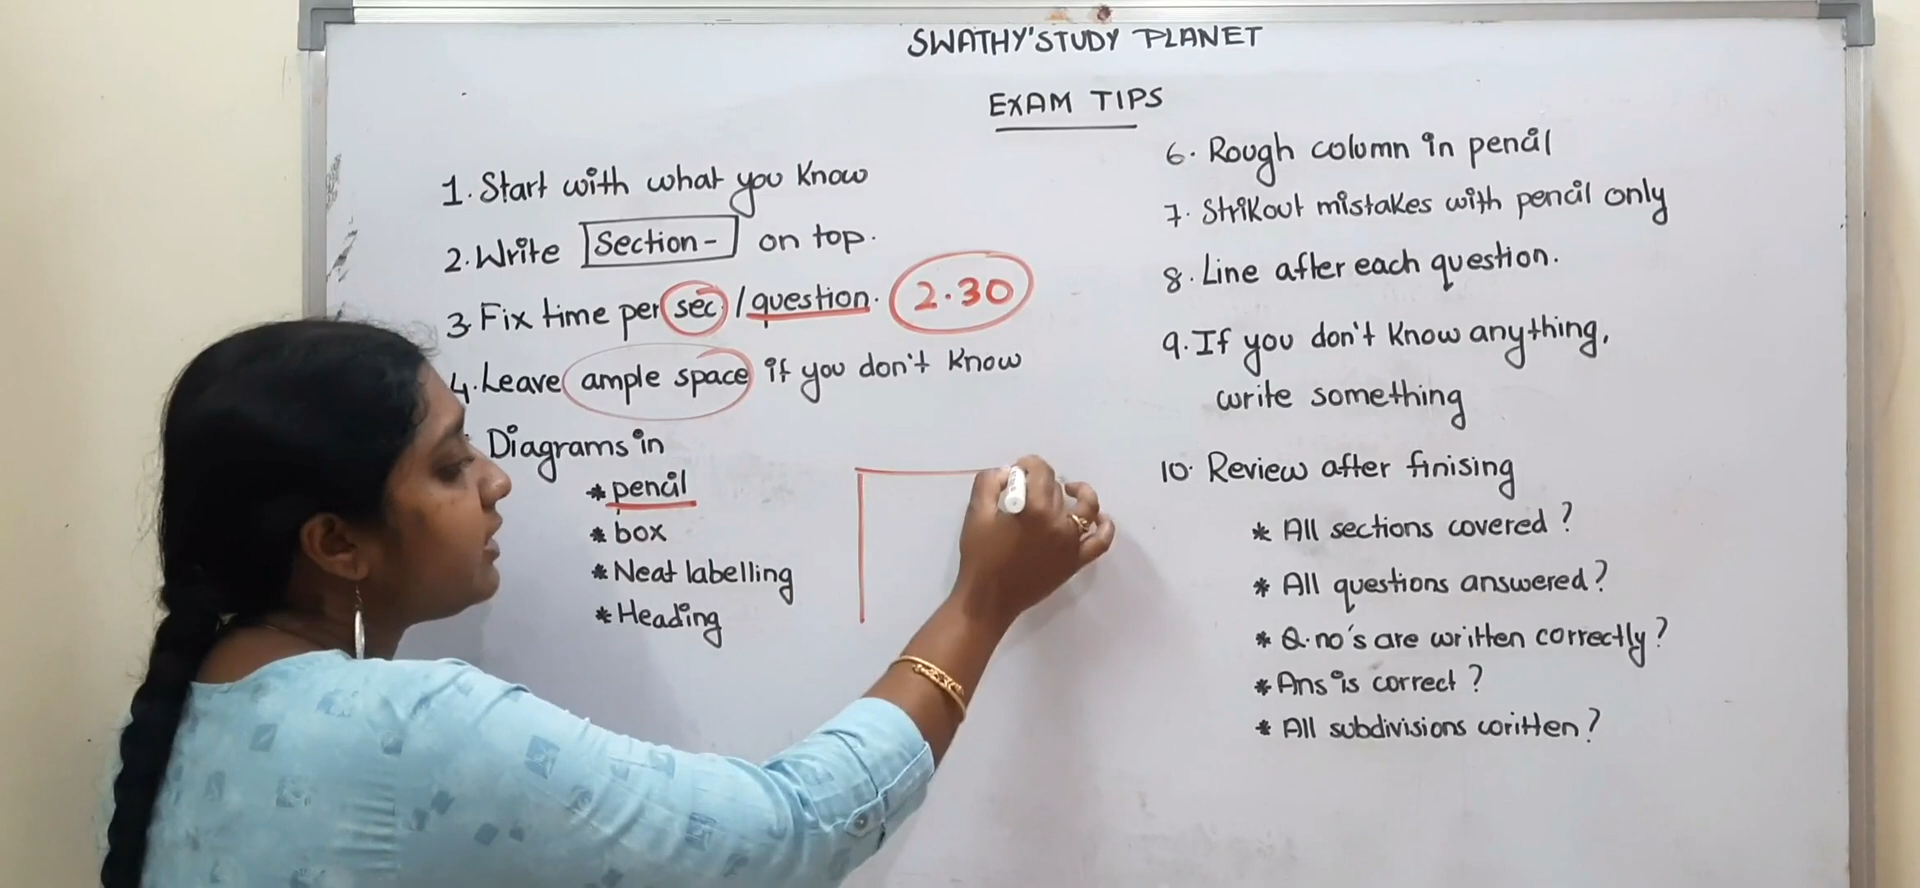 SWATHY'STUDY PLANET
EXAM TIPS
1. Start with what you know
2. Write Section- on top.
3. Fix time per sec / question. 2.30
4. Leave ample space if you don't know
Diagrams in
* pencil
* box
* Neat labelling
* Heading
6. Rough column in pencil
7. Strikout mistakes with pencil only
8. Line after each question.
9. If you don't know anything,
write something
10. Review after finising
* All sections covered?
* All questions answered?
* Q.no's are written correctly?
* Ans is correct?
* All subdivisions written?